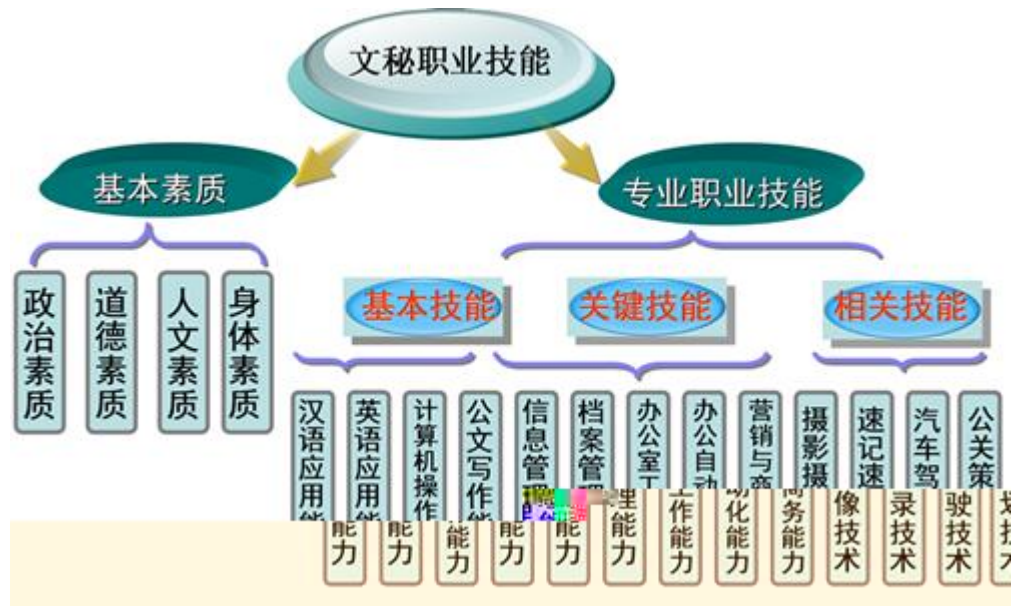 文秘职业技能
基本素质
专业职业技能
政治素质
道德素质
人文素质
身体素质
基本技能
关键技能
相关技能
汉语应用能力
英语应用能力
计算机操作能力
公文写作能力
信息管理能力
档案管理能力
办公室工作能力
办公自动化能力
营销与商务能力
摄影摄像技术
速记速录技术
汽车驾驶技术
公关策划技